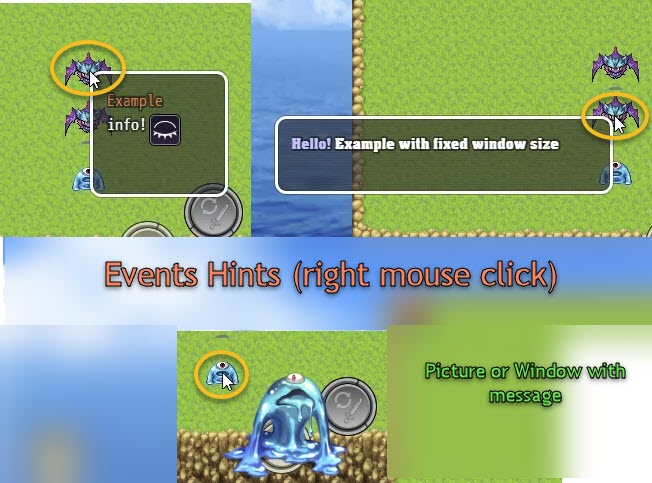 Example
info!
Hello! Example with fixed window size
Events Hints (right mouse click)
Picture or Window with
message